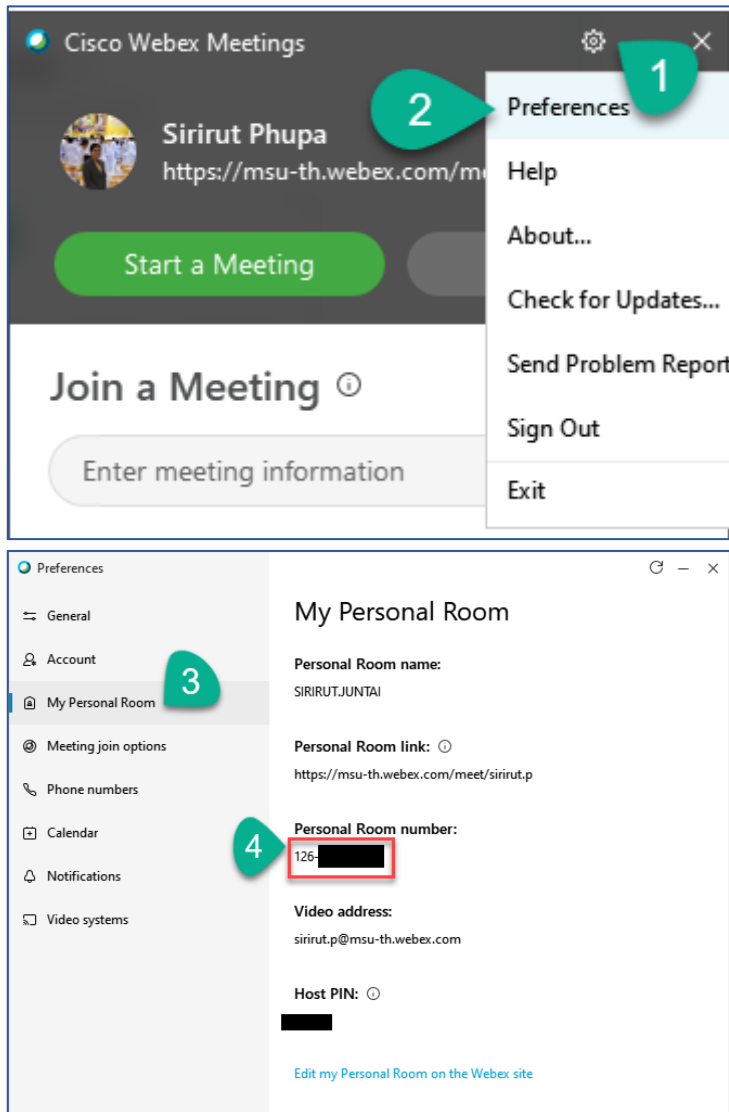 Cisco Webex Meetings
1
2
Preferences
Sirirut Phupa
https://msu-th.webex.com/me
Help
About...
Start a Meeting
Check for Updates...
Send Problem Report
Join a Meeting
Sign Out
Enter meeting information
Exit
Preferences
General
My Personal Room
Account
Personal Room name:
3
SIRIRUT.JUNTAI
My Personal Room
Meeting join options
Personal Room link:
https://msu-th.webex.com/meet/sirirut.p
Phone numbers
Personal Room number:
Calendar
4
126-
Notifications
Video address:
Video systems
sirirut.p@msu-th.webex.com
Host PIN:
Edit my Personal Room on the Webex site